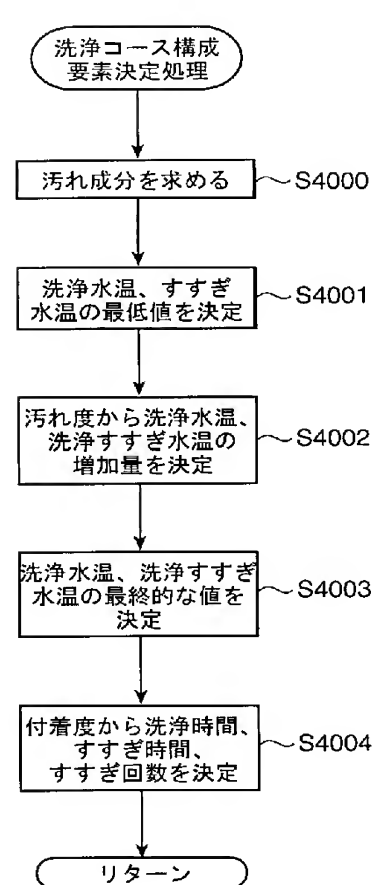 洗浄コース構成
要素決定処理
汚れ成分を求める
S4000
洗浄水温、すすぎ
水温の最低値を決定
S4001
汚れ度から洗浄水温、
洗浄すすぎ水温の
増加量を決定
S4002
洗浄水温、洗浄すすぎ
水温の最終的な値を
決定
S4003
付着度から洗浄時間、
すすぎ時間、
すすぎ回数を決定
S4004
リターン